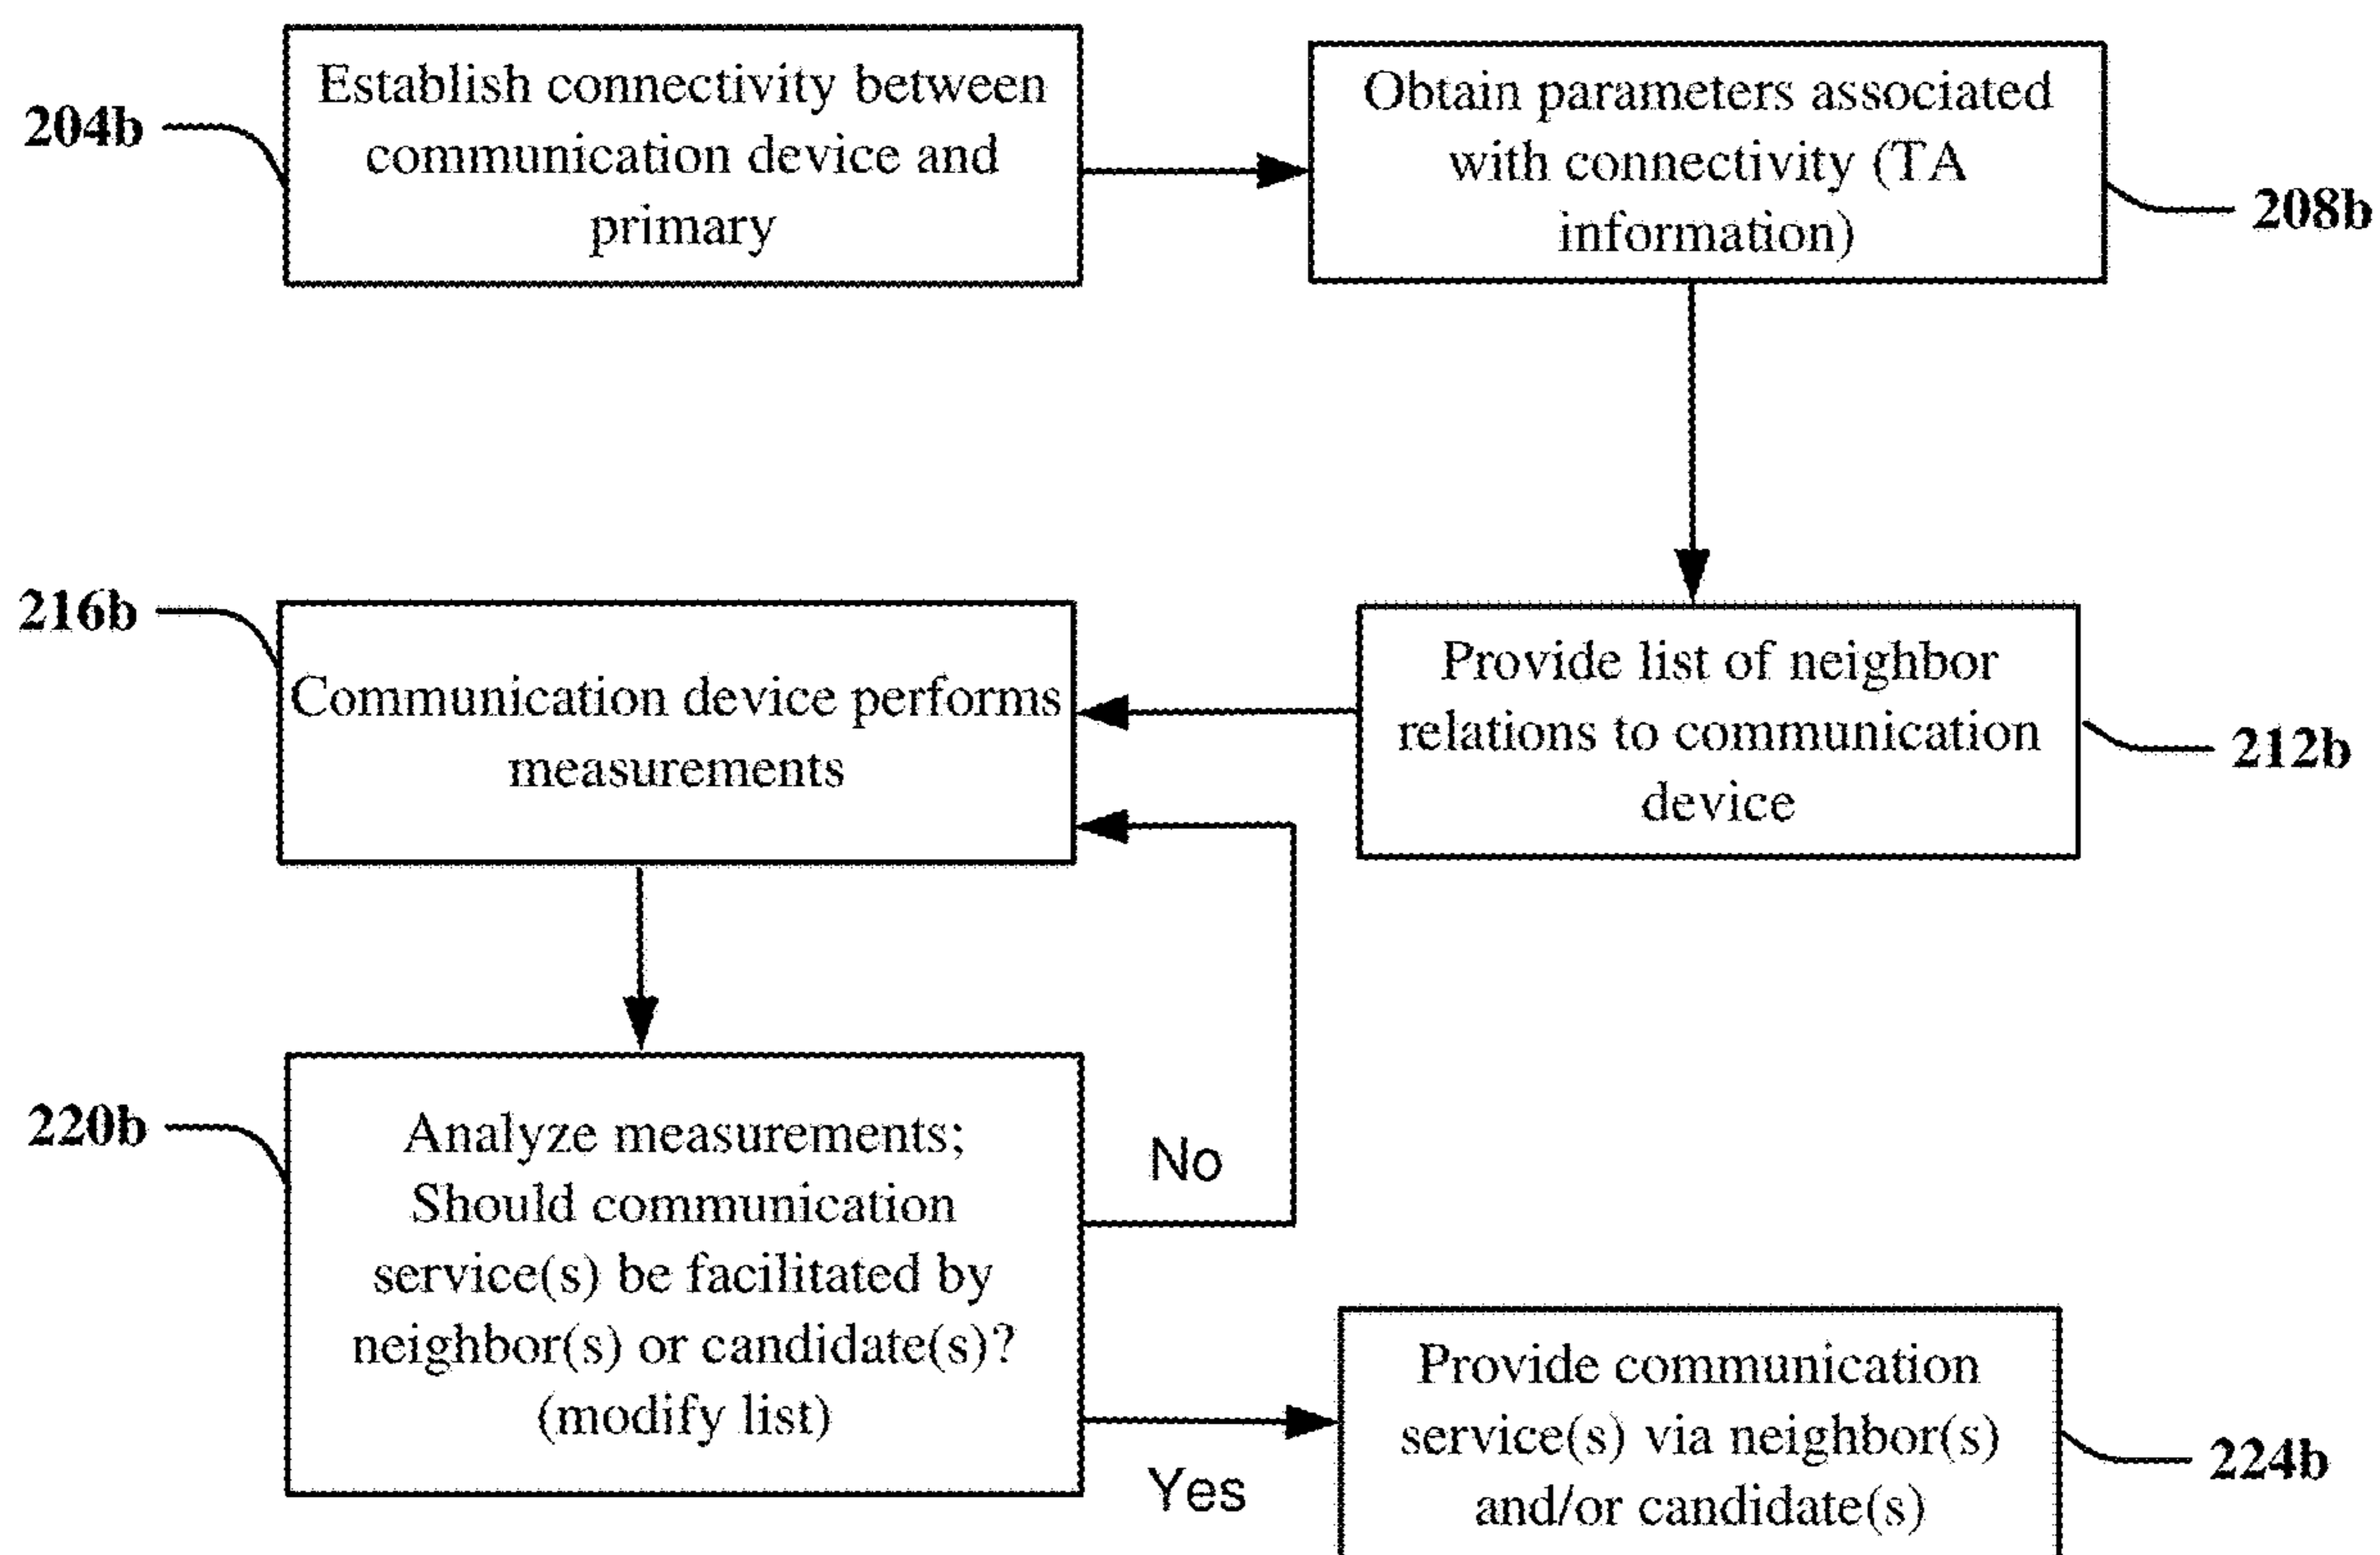 204b
Establish connectivity between
communication device and
primary
Obtain parameters associated
with connectivity (TA
information)
208b
216b
Communication device performs
measurements
Provide list of neighbor
relations to communication
device
212b
220b
Analyze measurements;
Should communication
service(s) be facilitated by
neighbor(s) or candidate(s)?
(modify list)
No
Yes
Provide communication
service(s) via neighbor(s)
and/or candidate(s)
224b